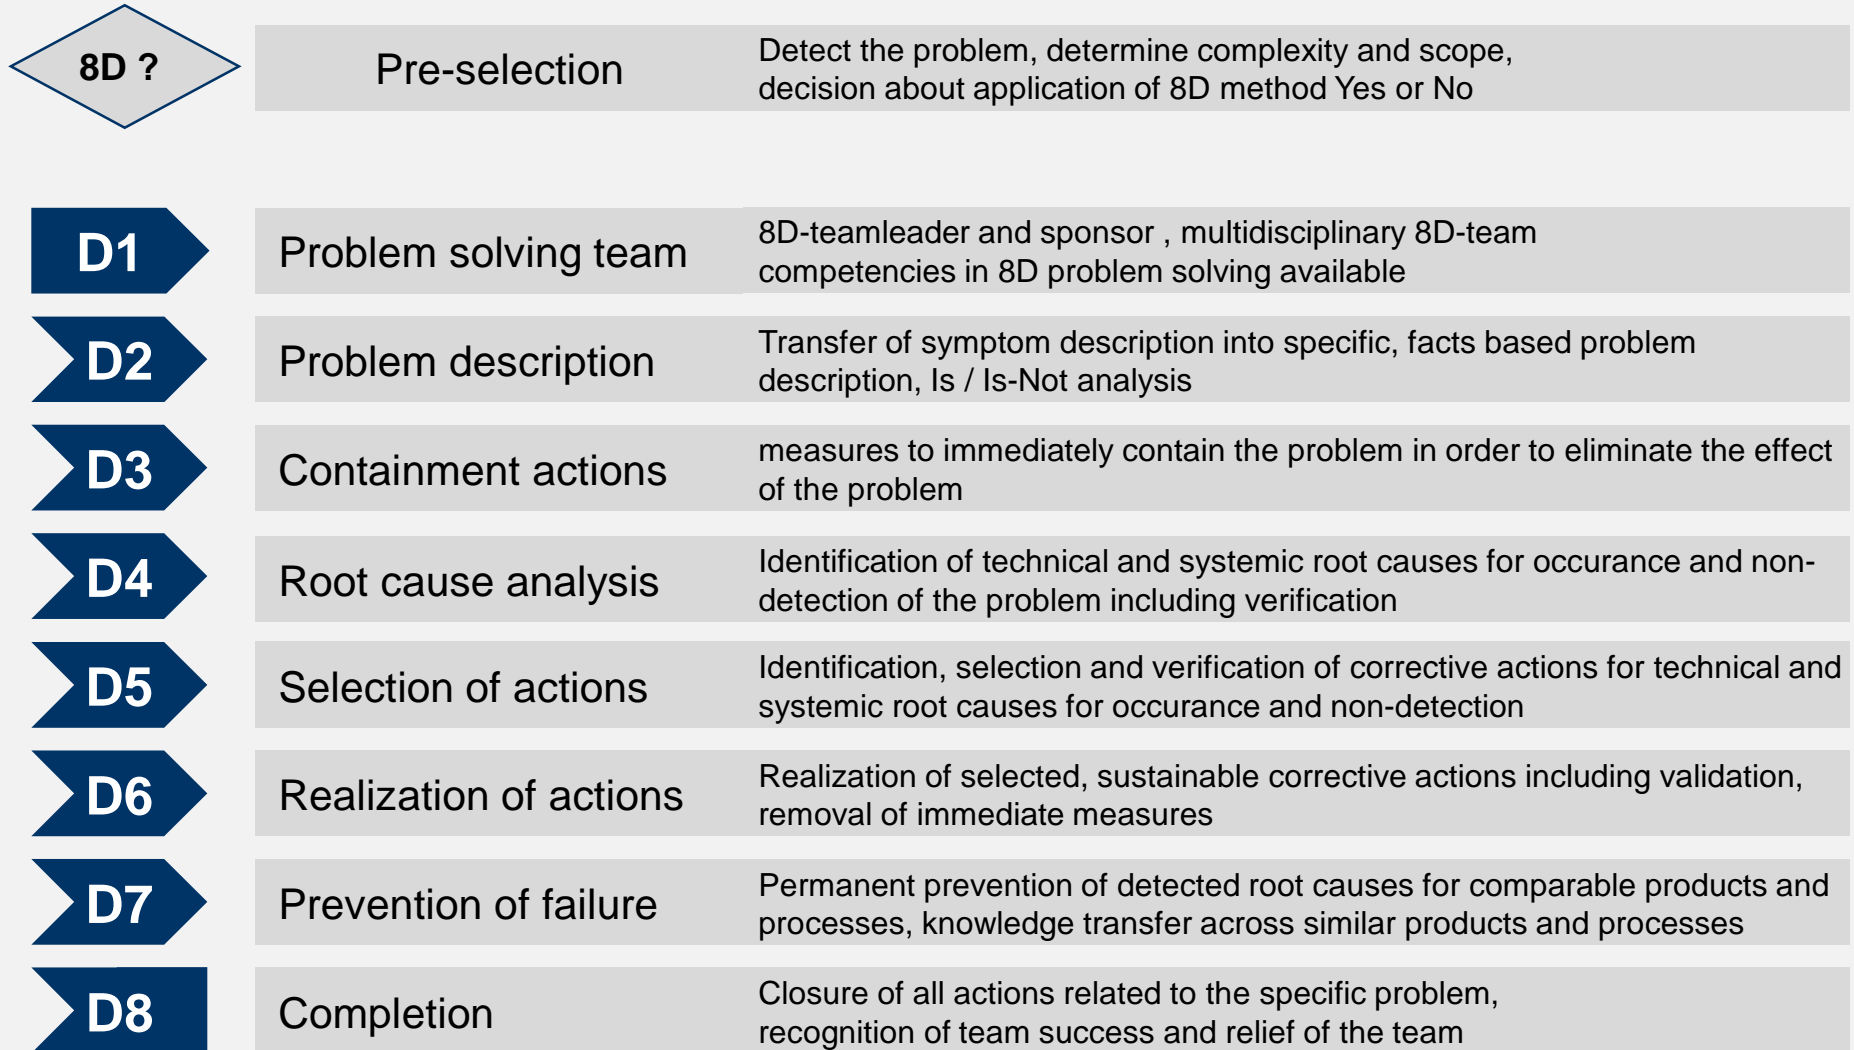 8D ?
Pre-selection
Detect the problem, determine complexity and scope,
decision about application of 8D method Yes or No
D1
Problem solving team
8D-teamleader and sponsor , multidisciplinary 8D-team
competencies in 8D problem solving available
D2
Problem description
Transfer of symptom description into specific, facts based problem
description, Is / Is-Not analysis
D3
Containment actions
measures to immediately contain the problem in order to eliminate the effect
of the problem
D4
Root cause analysis
Identification of technical and systemic root causes for occurance and non-
detection of the problem including verification
D5
Selection of actions
Identification, selection and verification of corrective actions for technical and
systemic root causes for occurance and non-detection
D6
Realization of actions
Realization of selected, sustainable corrective actions including validation,
removal of immediate measures
D7
Prevention of failure
Permanent prevention of detected root causes for comparable products and
processes, knowledge transfer across similar products and processes
D8
Completion
Closure of all actions related to the specific problem,
recognition of team success and relief of the team